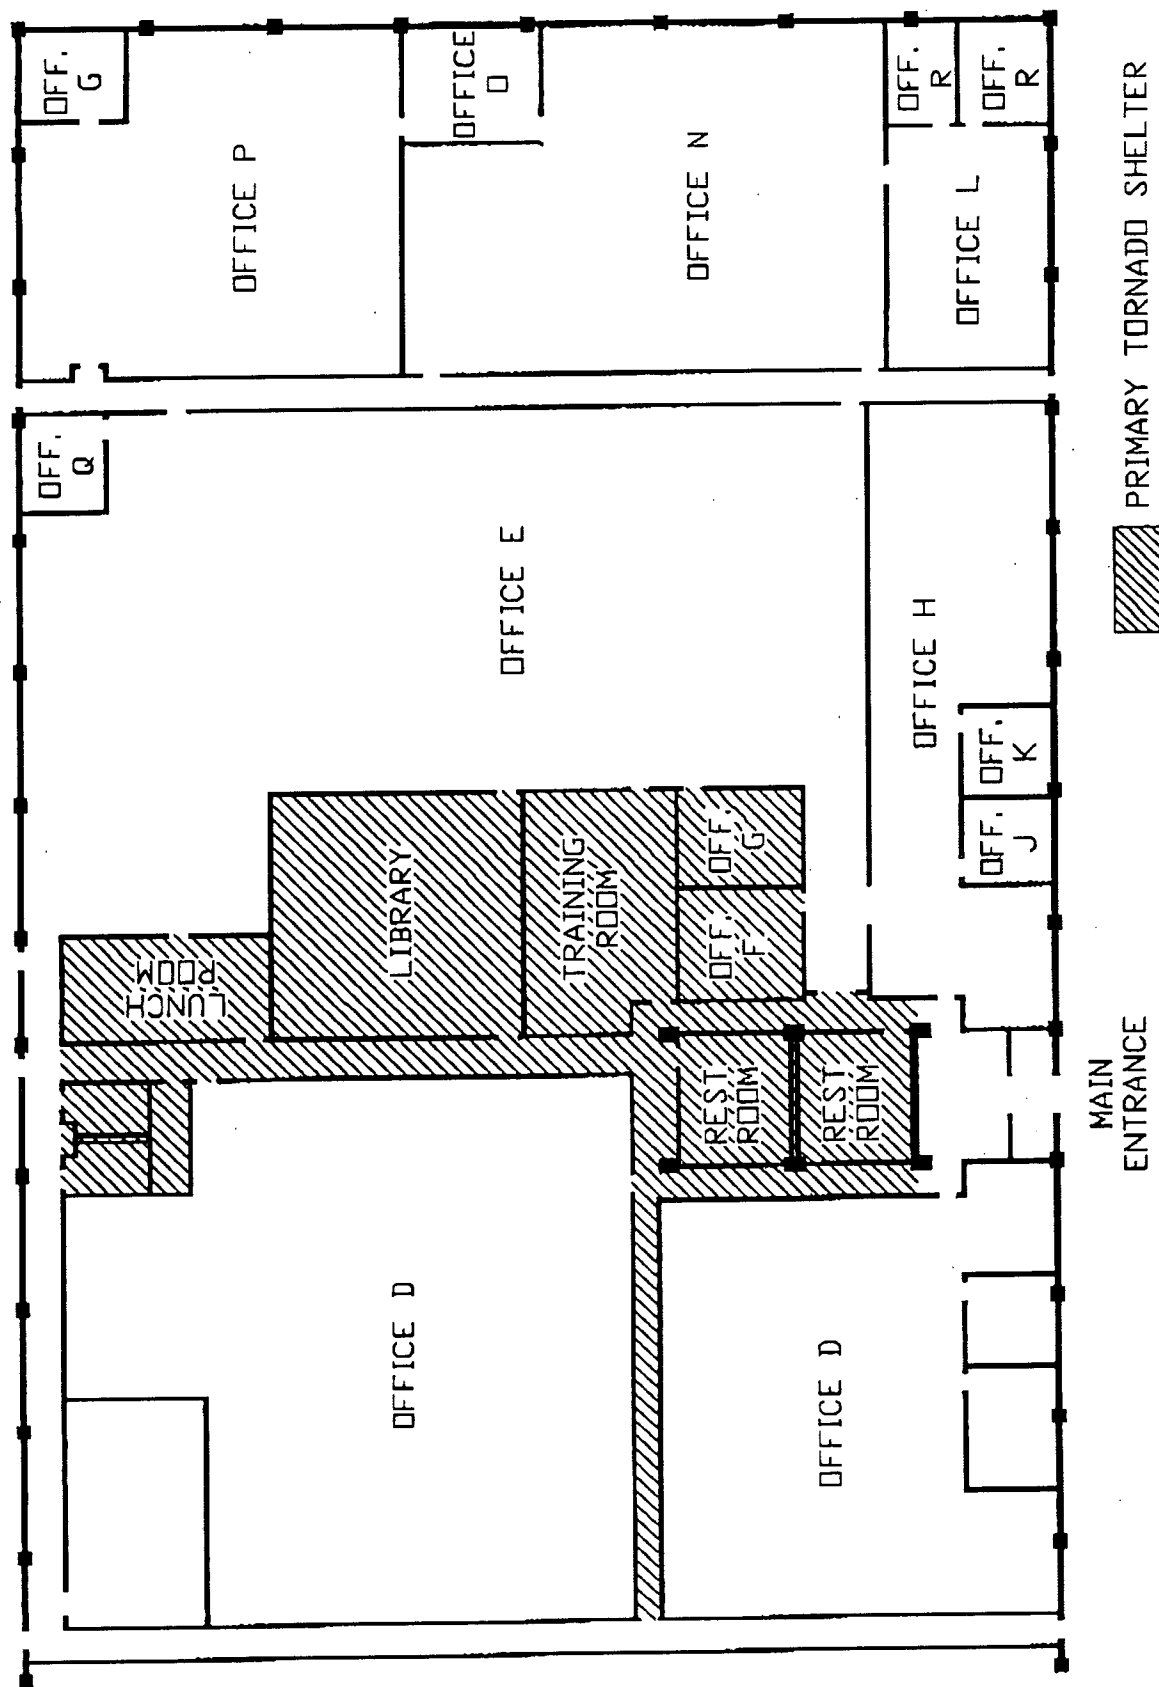 OFF.
G
OFFICE
O
OFF.
R
OFF.
R
OFFICE P
OFFICE N
OFFICE L
OFF.
Q
OFFICE E
OFFICE H
OFF.
K
OFF.
J
LUNCH
ROOM
LIBRARY
TRAINING
ROOM
OFF.
G
OFF.
F
REST
ROOM
REST
ROOM
OFFICE D
OFFICE D
MAIN
ENTRANCE
PRIMARY TORNADO SHELTER